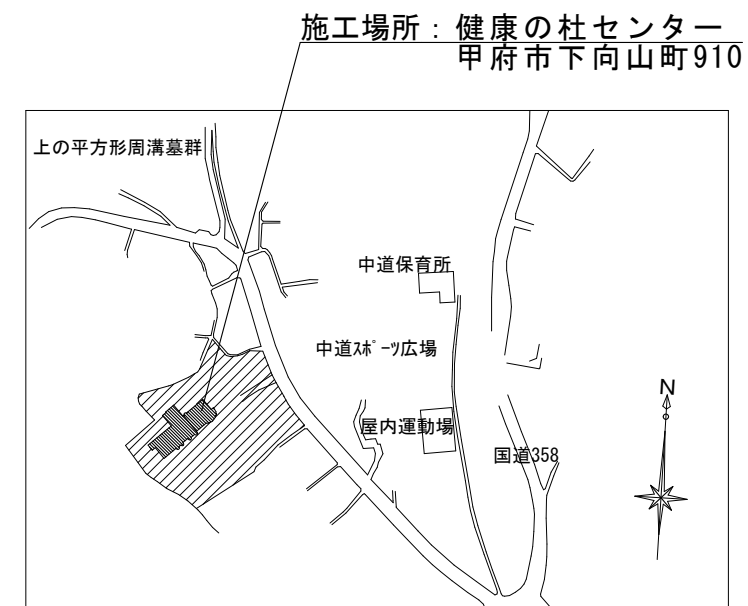 施工場所：健康の杜センター
甲府市下向山町910
上の平方形周溝墓群
中道保育所
中道ｽﾎﾟｰﾂ広場
N
屋内運動場
国道358